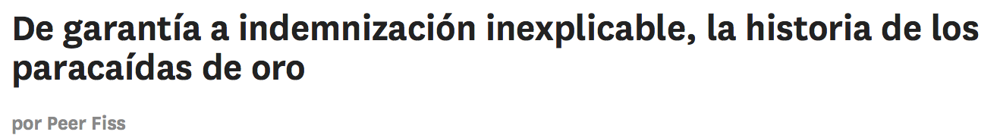 De garantía a indemnización inexplicable, la historia de los
paracaídas de oro
por Peer Fiss